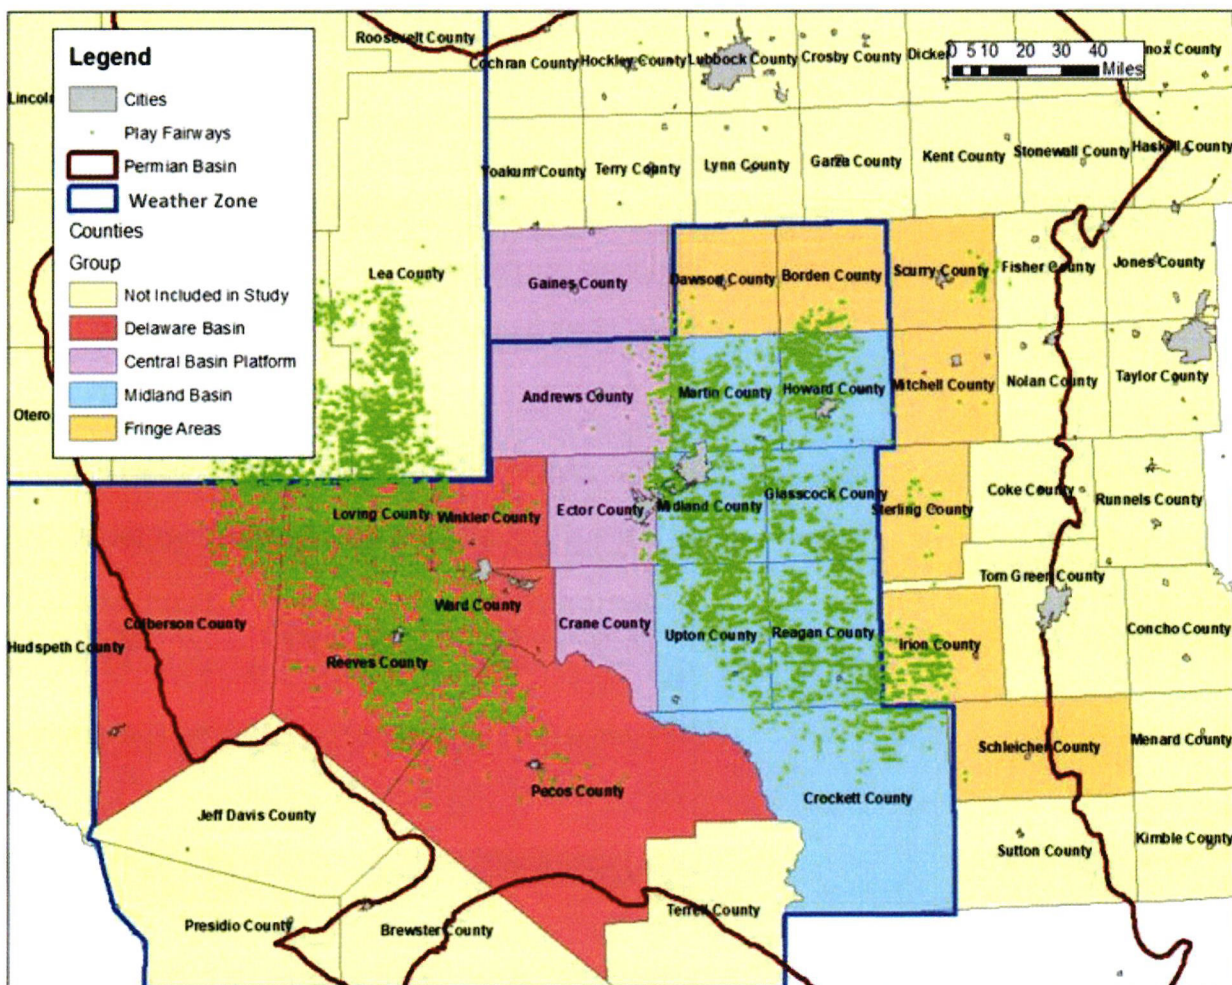 Legend
Cities
Play Fairways
Permian Basin
Weather Zone
Counties
Group
Not Included in Study
Delaware Basin
Central Basin Platform
Midland Basin
Fringe Areas
0 5 10 20 30 40
Miles
Roosevelt County
Cochran County
Hockley County
Lubbock County
Crosby County
Lincoln
Yoakum County
Terry County
Lynn County
Garza County
Kent County
Stonewall County
Haskell County
Lea County
Gaines County
Dawson County
Borden County
Scurry County
Fisher County
Jones County
Otero
Andrews County
Martin County
Howard County
Mitchell County
Nolan County
Taylor County
Loving County
Winkler County
Ector County
Midland County
Glasscock County
Sterling County
Coke County
Runnels County
Tom Green County
Hudspeth County
Culberson County
Ward County
Reeves County
Crane County
Upton County
Reagan County
Irion County
Concho County
Jeff Davis County
Pecos County
Crockett County
Schleicher County
Menard County
Sutton County
Kimble County
Presidio County
Brewster County
Terrell County